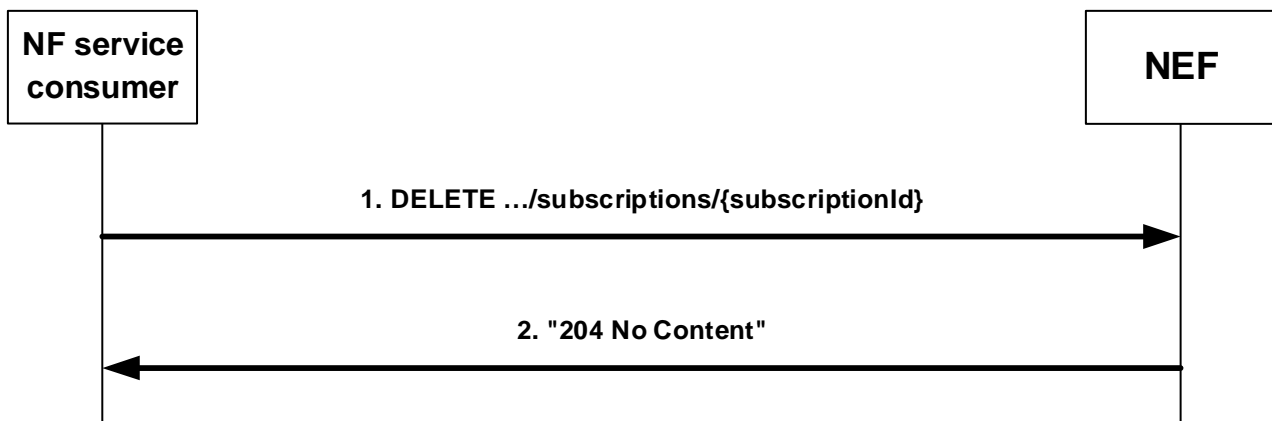 NF service
consumer
NEF
1. DELETE …/subscriptions/{subscriptionId}
2. "204 No Content"